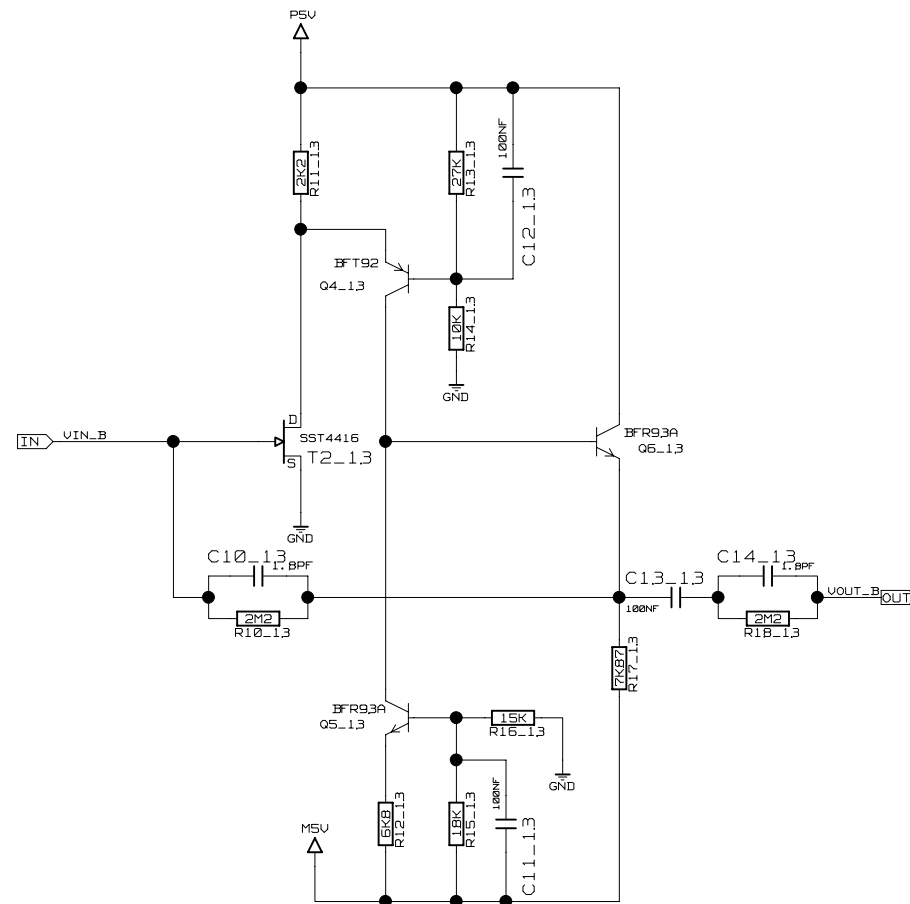 P5V
100NF
2K2
R11_13
27K
R13_13
C12_13
BFT92
Q4_13
10K
R14_13
GND
IN
VIN_B
D
SST4416
S
T2_13
BFR93A
Q6_13
GND
C10_13
1.8PF
2M2
R10_13
C13_13
100NF
C14_13
1.8PF
2M2
R18_13
VOUT_B
OUT
7K87
R17_13
BFR93A
Q5_13
15K
R16_13
GND
M5V
6K8
R12_13
18K
R15_13
100NF
C11_13